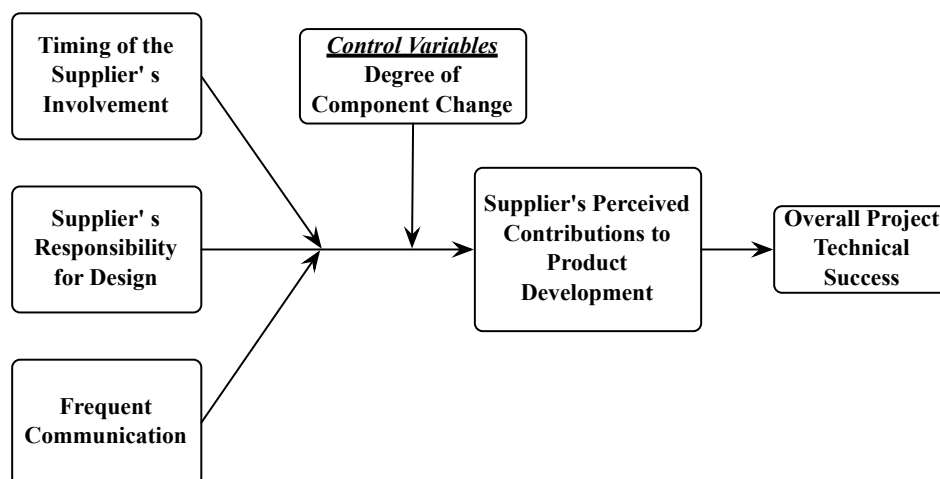 Timing of the
Supplier' s
Involvement
Control Variables
Degree of
Component Change
Supplier' s
Responsibility
for Design
Supplier's Perceived
Contributions to
Product
Development
Overall Project
Technical
Success
Frequent
Communication